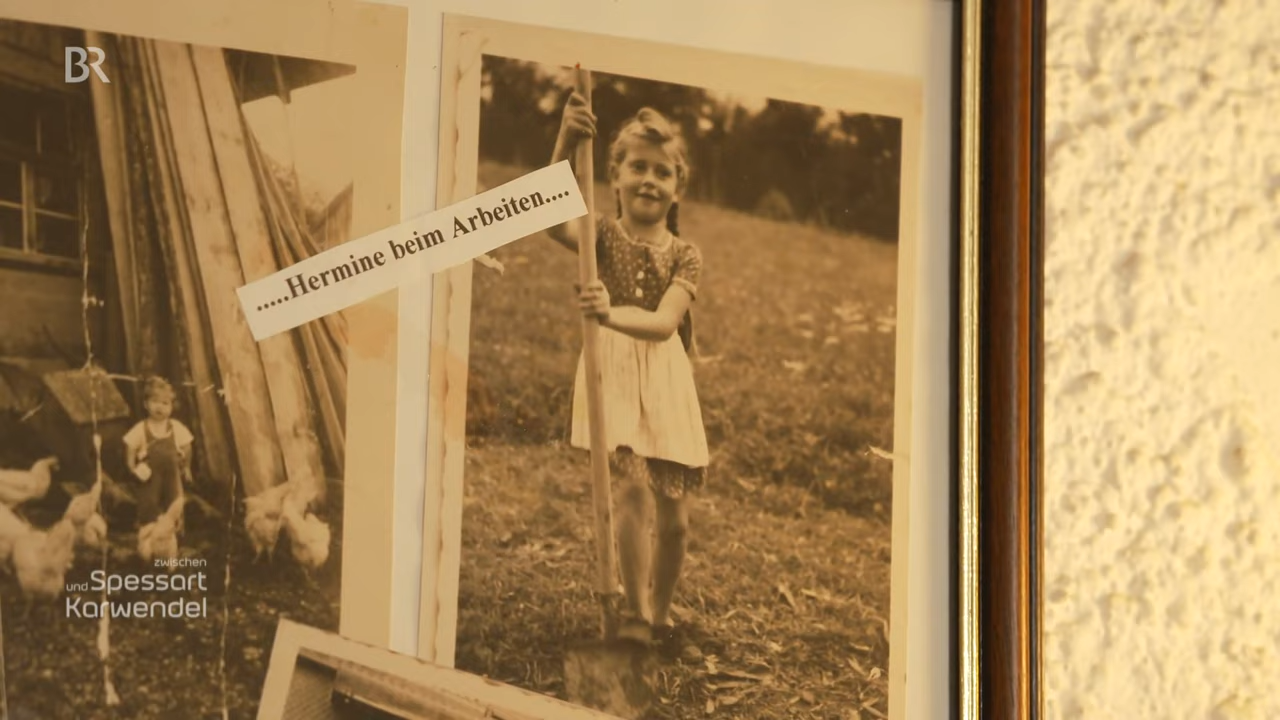 BR
.....Hermine beim Arbeiten....
zwischen
und Spessart
Karwendel